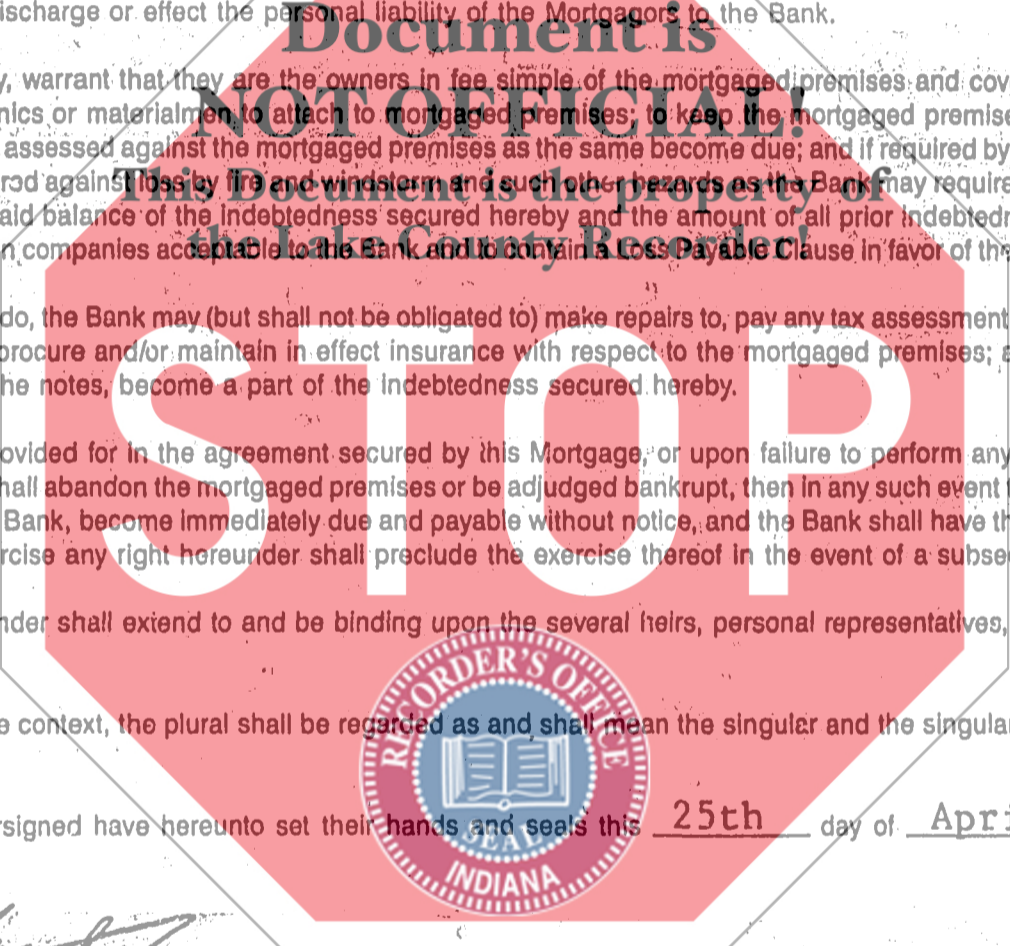 ischarge or effect the personal liability of the Mortgagors to the Bank.
Document is
y, warrant that they are the owners in fee simple of the mortgaged premises and cov
NOT OFFICIAL!
nics or materialmen to attach to mortgaged premises; to keep the mortgaged premise
assessed against the mortgaged premises as the same become due; and if required by
This Document is the property of
red against loss by fire and windstorm and such other hazards as the Bank may require
aid balance of the indebtedness secured hereby and the amount of all prior indebtedn
the Lake County Recorder!
n companies acceptable to the Bank and to contain a Loss Payable Clause in favor of the
do, the Bank may (but shall not be obligated to) make repairs to, pay any tax assessment
procure and/or maintain in effect insurance with respect to the mortgaged premises; a
he notes, become a part of the indebtedness secured hereby.
STOP
ovided for in the agreement secured by this Mortgage, or upon failure to perform any
hall abandon the mortgaged premises or be adjudged bankrupt, then in any such event t
Bank, become immediately due and payable without notice, and the Bank shall have th
rcise any right hereunder shall preclude the exercise thereof in the event of a subse
nder shall extend to and be binding upon the several heirs, personal representatives,
RECORDER'S OFFICE
e context, the plural shall be regarded as and shall mean the singular and the singular
rsigned have hereunto set their hands and seals this 25th day of Apri
SEAL
INDIANA